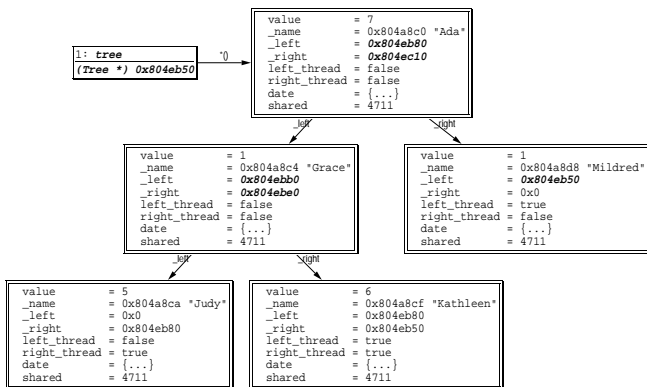 value = 7
_name = 0x804a8c0 "Ada"
_left = 0x804eb80
_right = 0x804ec10
left_thread = false
right_thread = false
date = {...}
shared = 4711
1: tree
(Tree *) 0x804eb50
*()
_left
_right
value = 1
_name = 0x804a8c4 "Grace"
_left = 0x804ebb0
_right = 0x804ebe0
left_thread = false
right_thread = false
date = {...}
shared = 4711
value = 1
_name = 0x804a8d8 "Mildred"
_left = 0x804eb50
_right = 0x0
left_thread = true
right_thread = false
date = {...}
shared = 4711
_left
_right
value = 5
_name = 0x804a8ca "Judy"
_left = 0x0
_right = 0x804eb80
left_thread = false
right_thread = true
date = {...}
shared = 4711
value = 6
_name = 0x804a8cf "Kathleen"
_left = 0x804eb80
_right = 0x804eb50
left_thread = true
right_thread = true
date = {...}
shared = 4711